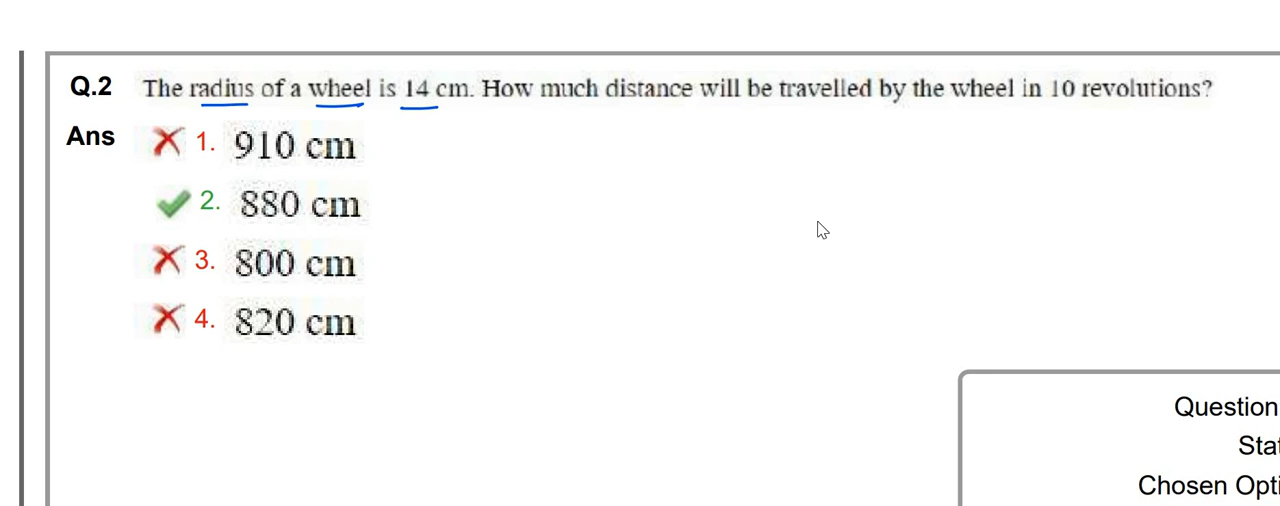 Q.2 The radius of a wheel is 14 cm. How much distance will be travelled by the wheel in 10 revolutions?
Ans 1. 910 cm
2. 880 cm
3. 800 cm
4. 820 cm
Question
Stat
Chosen Opti